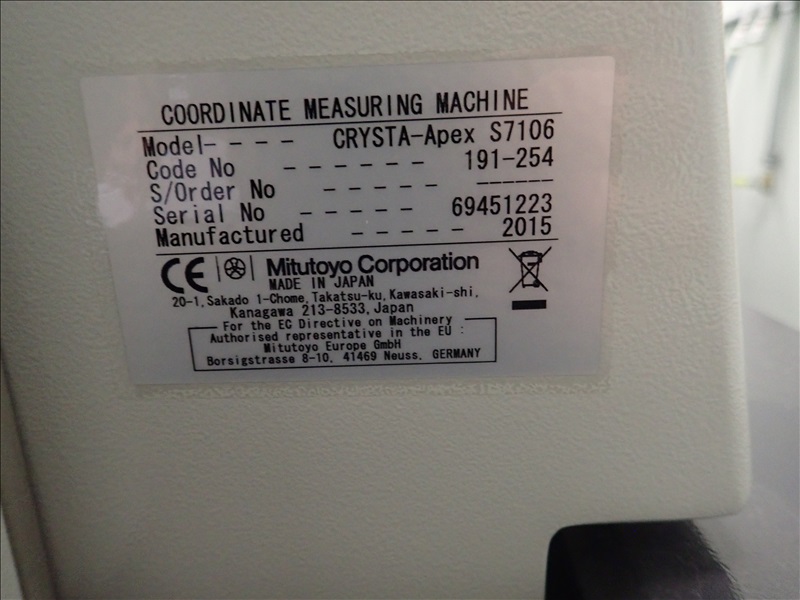 COORDINATE MEASURING MACHINE
Model- - - - CRYSTA-Apex S7106
Code No - - - - - - 191-254
S/Order No - - - - - ------
Serial No - - - - - 69451223
Manufactured - - - - - 2015
CE Mitutoyo Corporation
MADE IN JAPAN
20-1, Sakado 1-Chome, Takatsu-ku, Kawasaki-shi,
Kanagawa 213-8533, Japan
For the EC Directive on Machinery
Authorised representative in the EU :
Mitutoyo Europe GmbH
Borsigstrasse 8-10, 41469 Neuss, GERMANY